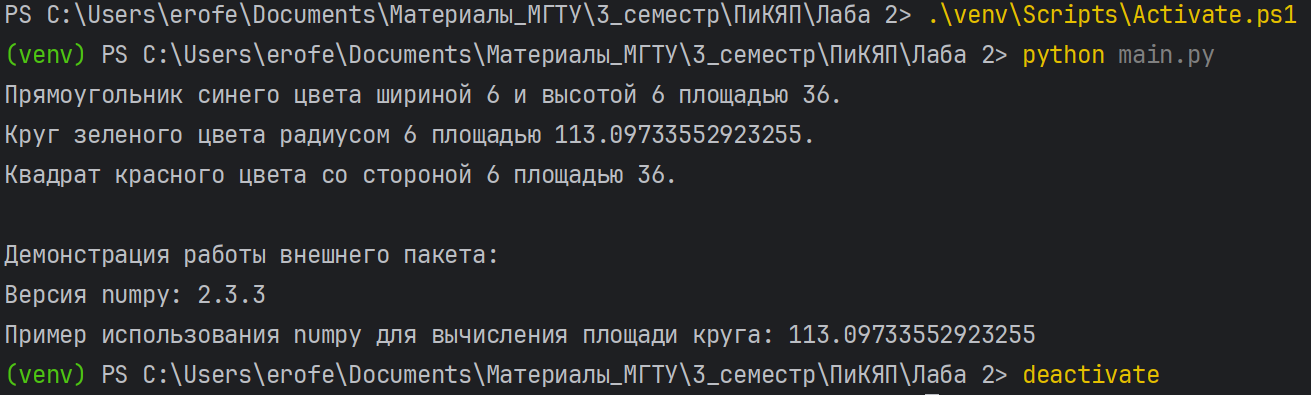 PS C:\Users\erofe\Documents\Материалы_МГТУ\3_семестр\ПиКЯП\Лаба 2> .\venv\Scripts\Activate.ps1
(venv) PS C:\Users\erofe\Documents\Материалы_МГТУ\3_семестр\ПиКЯП\Лаба 2> python main.py
Прямоугольник синего цвета шириной 6 и высотой 6 площадью 36.
Круг зеленого цвета радиусом 6 площадью 113.09733552923255.
Квадрат красного цвета со стороной 6 площадью 36.
Демонстрация работы внешнего пакета:
Версия numpy: 2.3.3
Пример использования numpy для вычисления площади круга: 113.09733552923255
(venv) PS C:\Users\erofe\Documents\Материалы_МГТУ\3_семестр\ПиКЯП\Лаба 2> deactivate